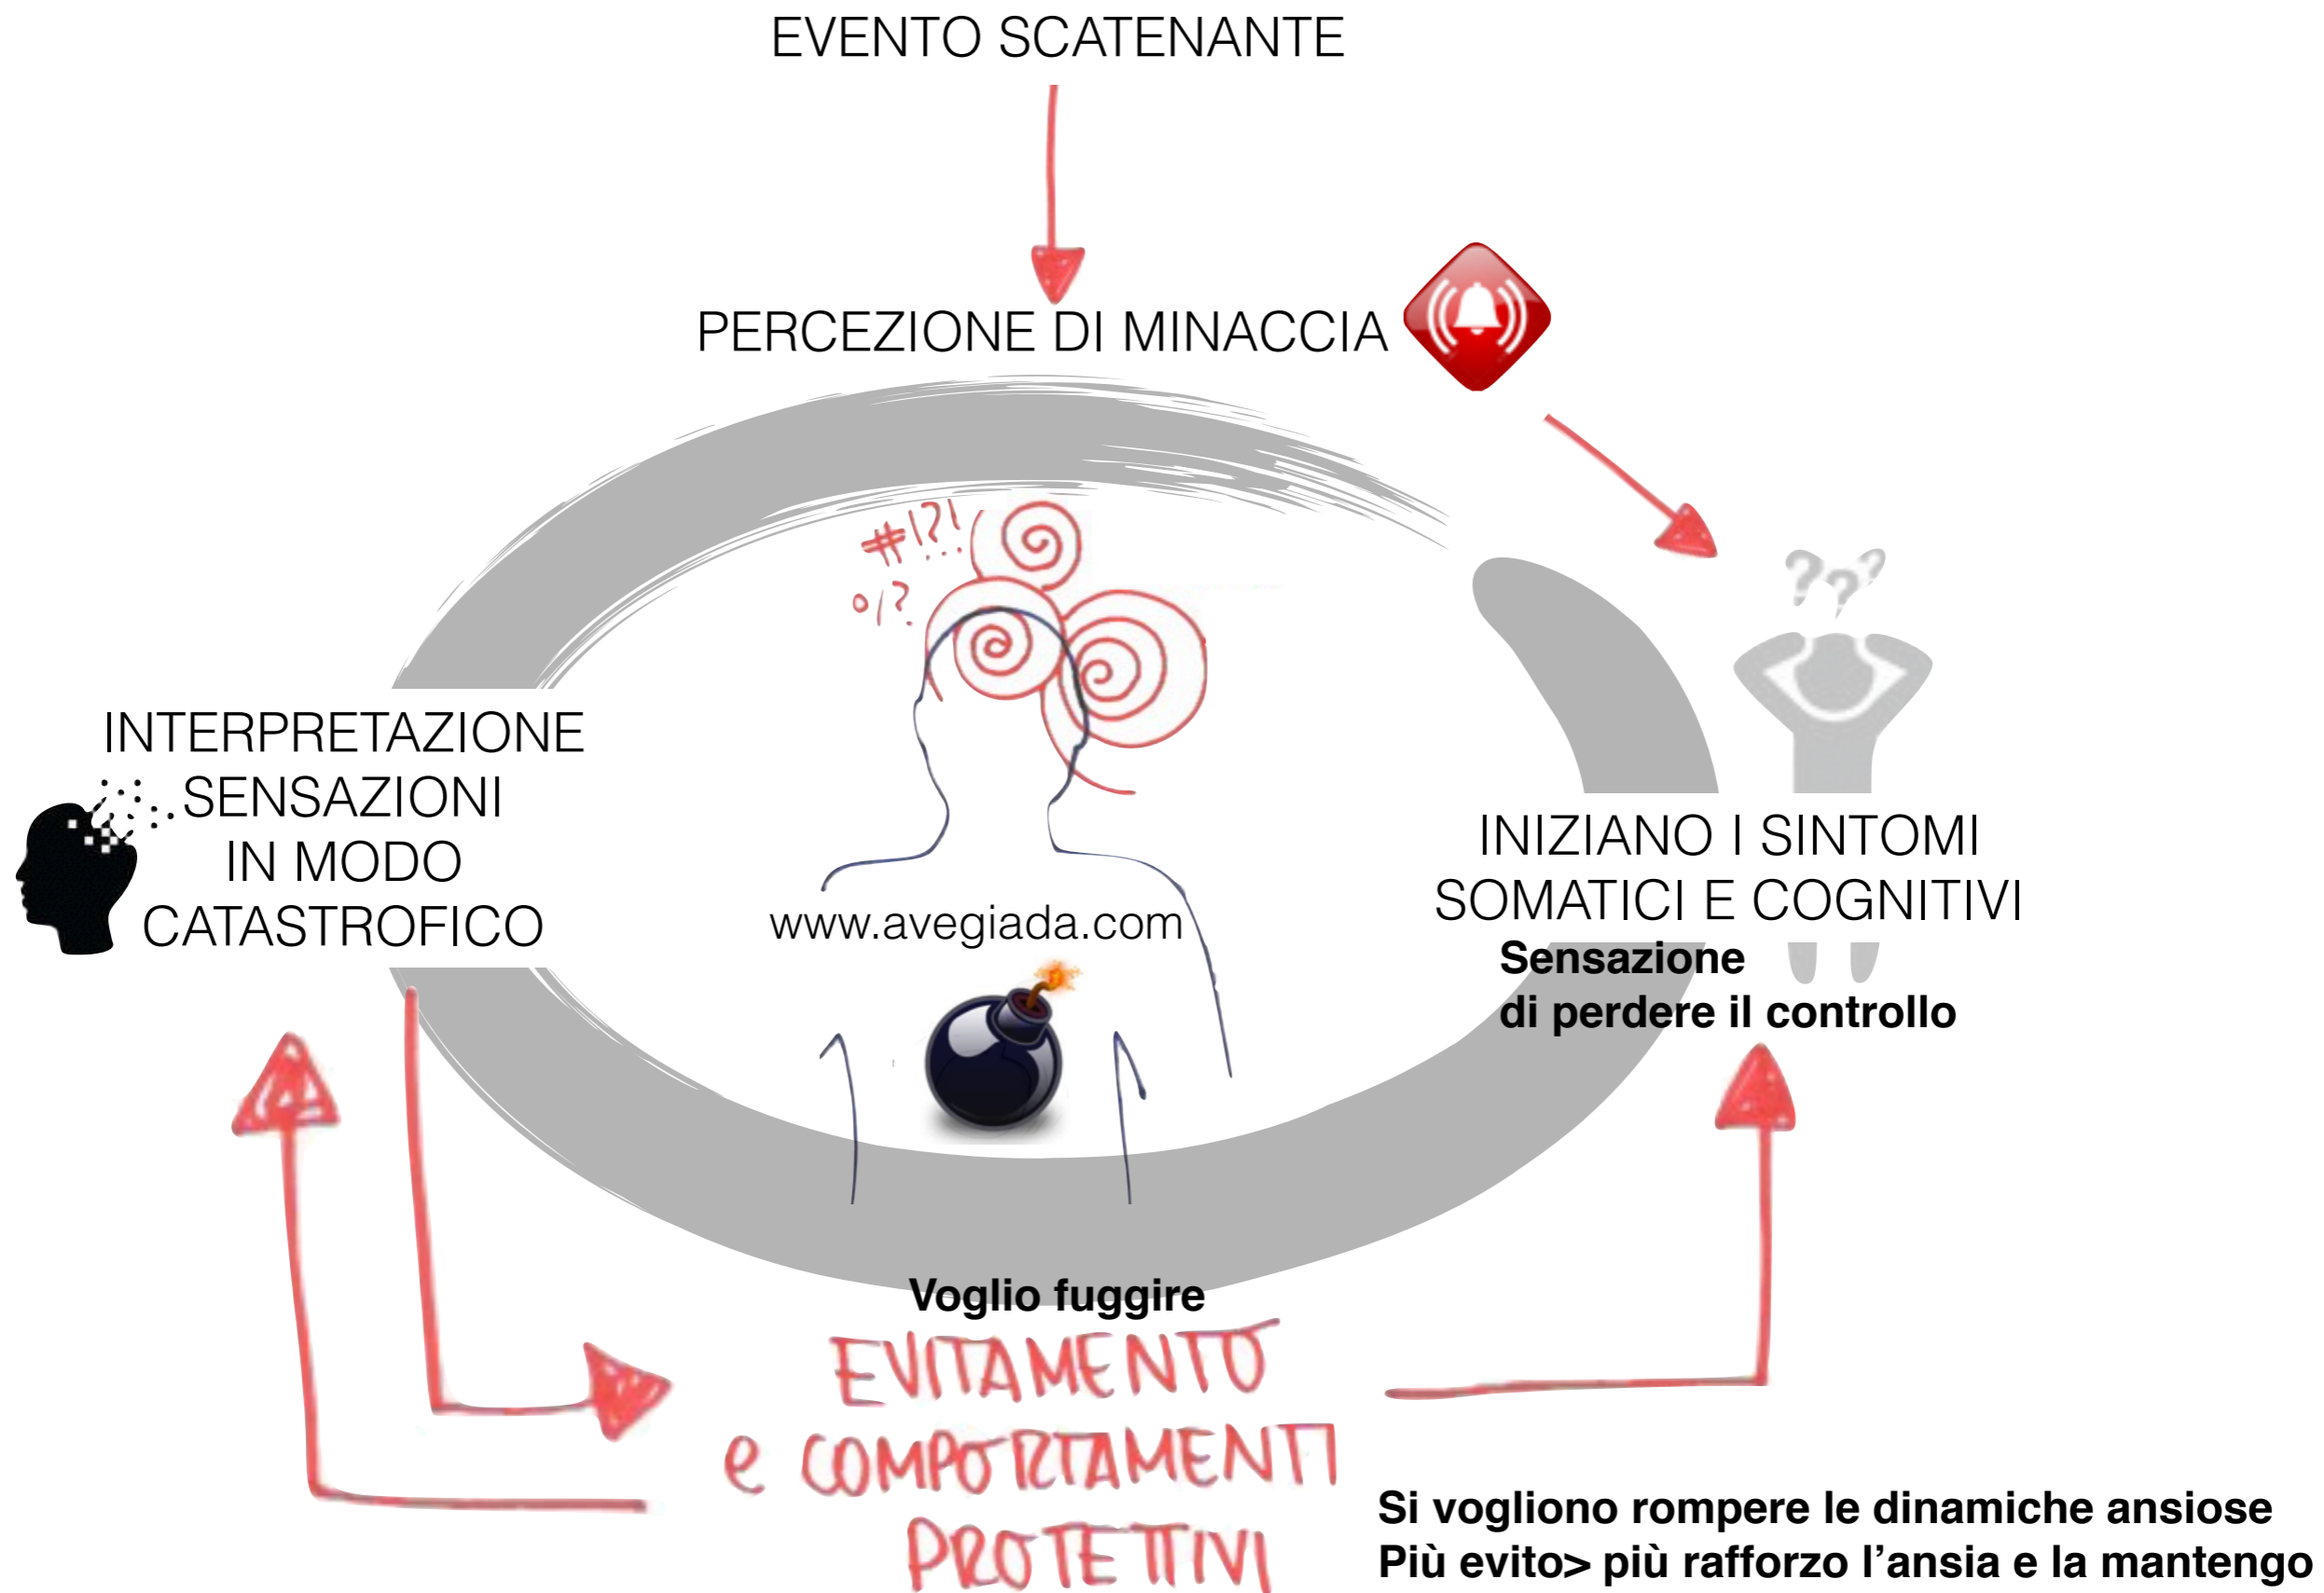 EVENTO SCATENANTE
PERCEZIONE DI MINACCIA
#!?!
o/?
???
INTERPRETAZIONE
SENSAZIONI
IN MODO
CATASTROFICO
www.avegiada.com
INIZIANO I SINTOMI
SOMATICI E COGNITIVI
Sensazione
di perdere il controllo
Voglio fuggire
EVITAMENTO
e COMPORTAMENTI
PROTETTIVI
Si vogliono rompere le dinamiche ansiose
Più evito> più rafforzo l'ansia e la mantengo